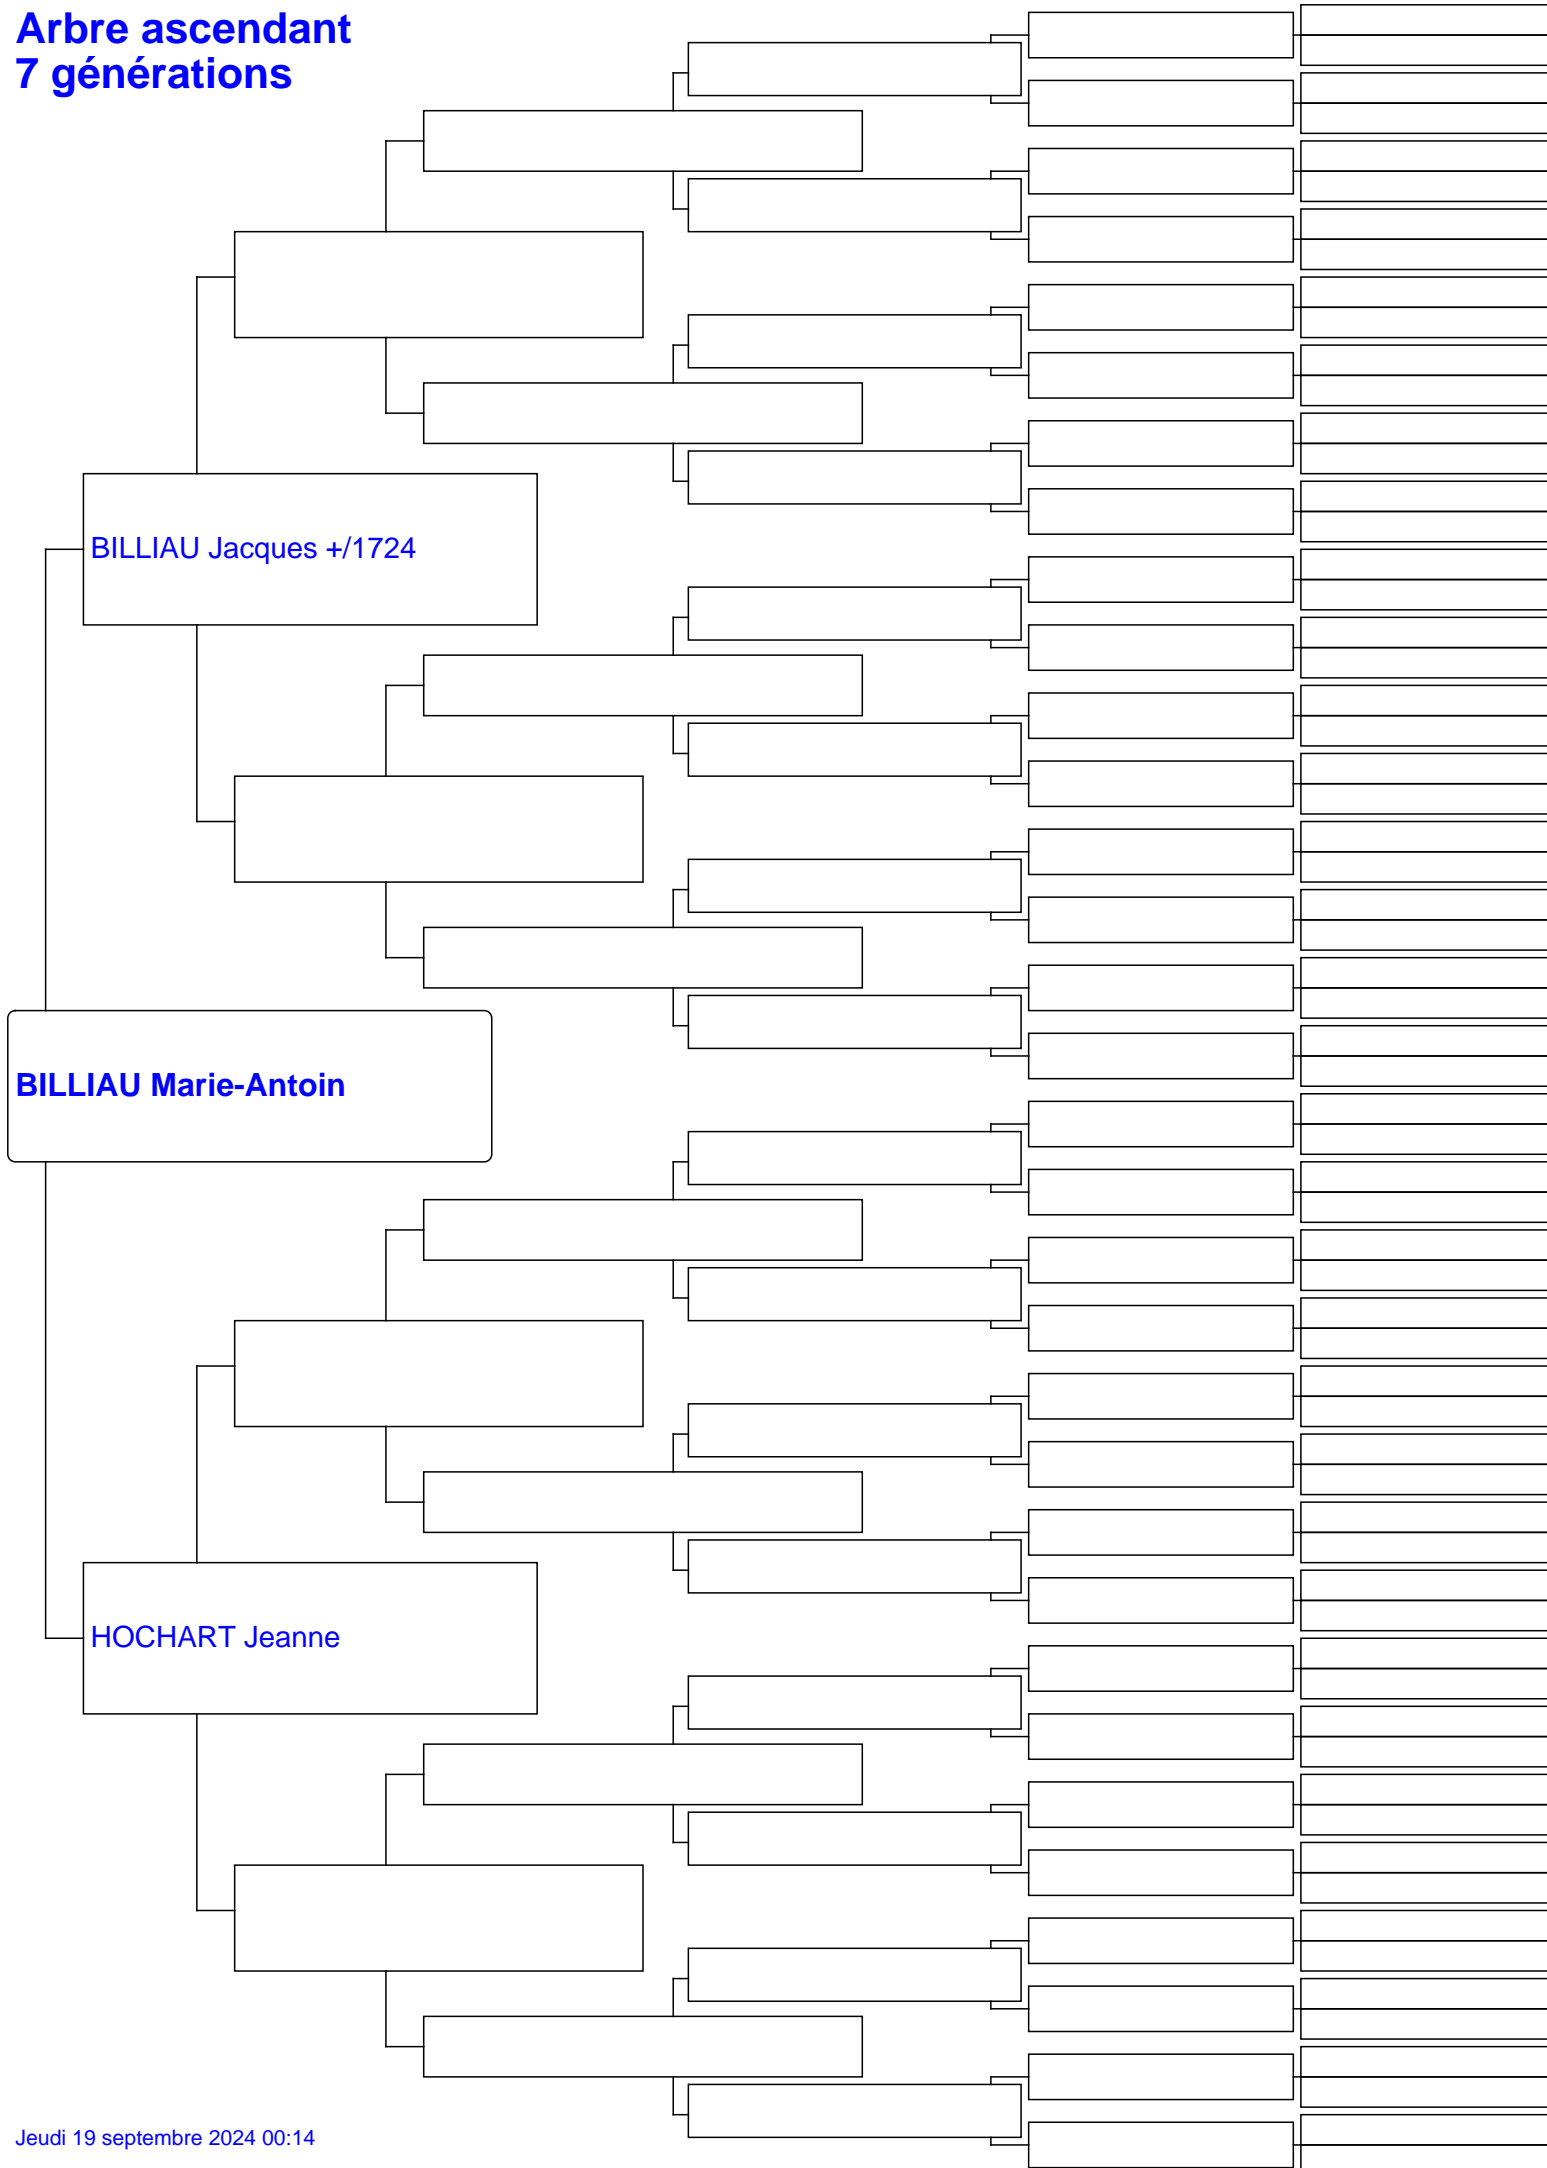 Arbre ascendant
7 générations
BILLIAU Jacques +/1724
BILLIAU Marie-Antoin
HOCHART Jeanne
Jeudi 19 septembre 2024 00:14